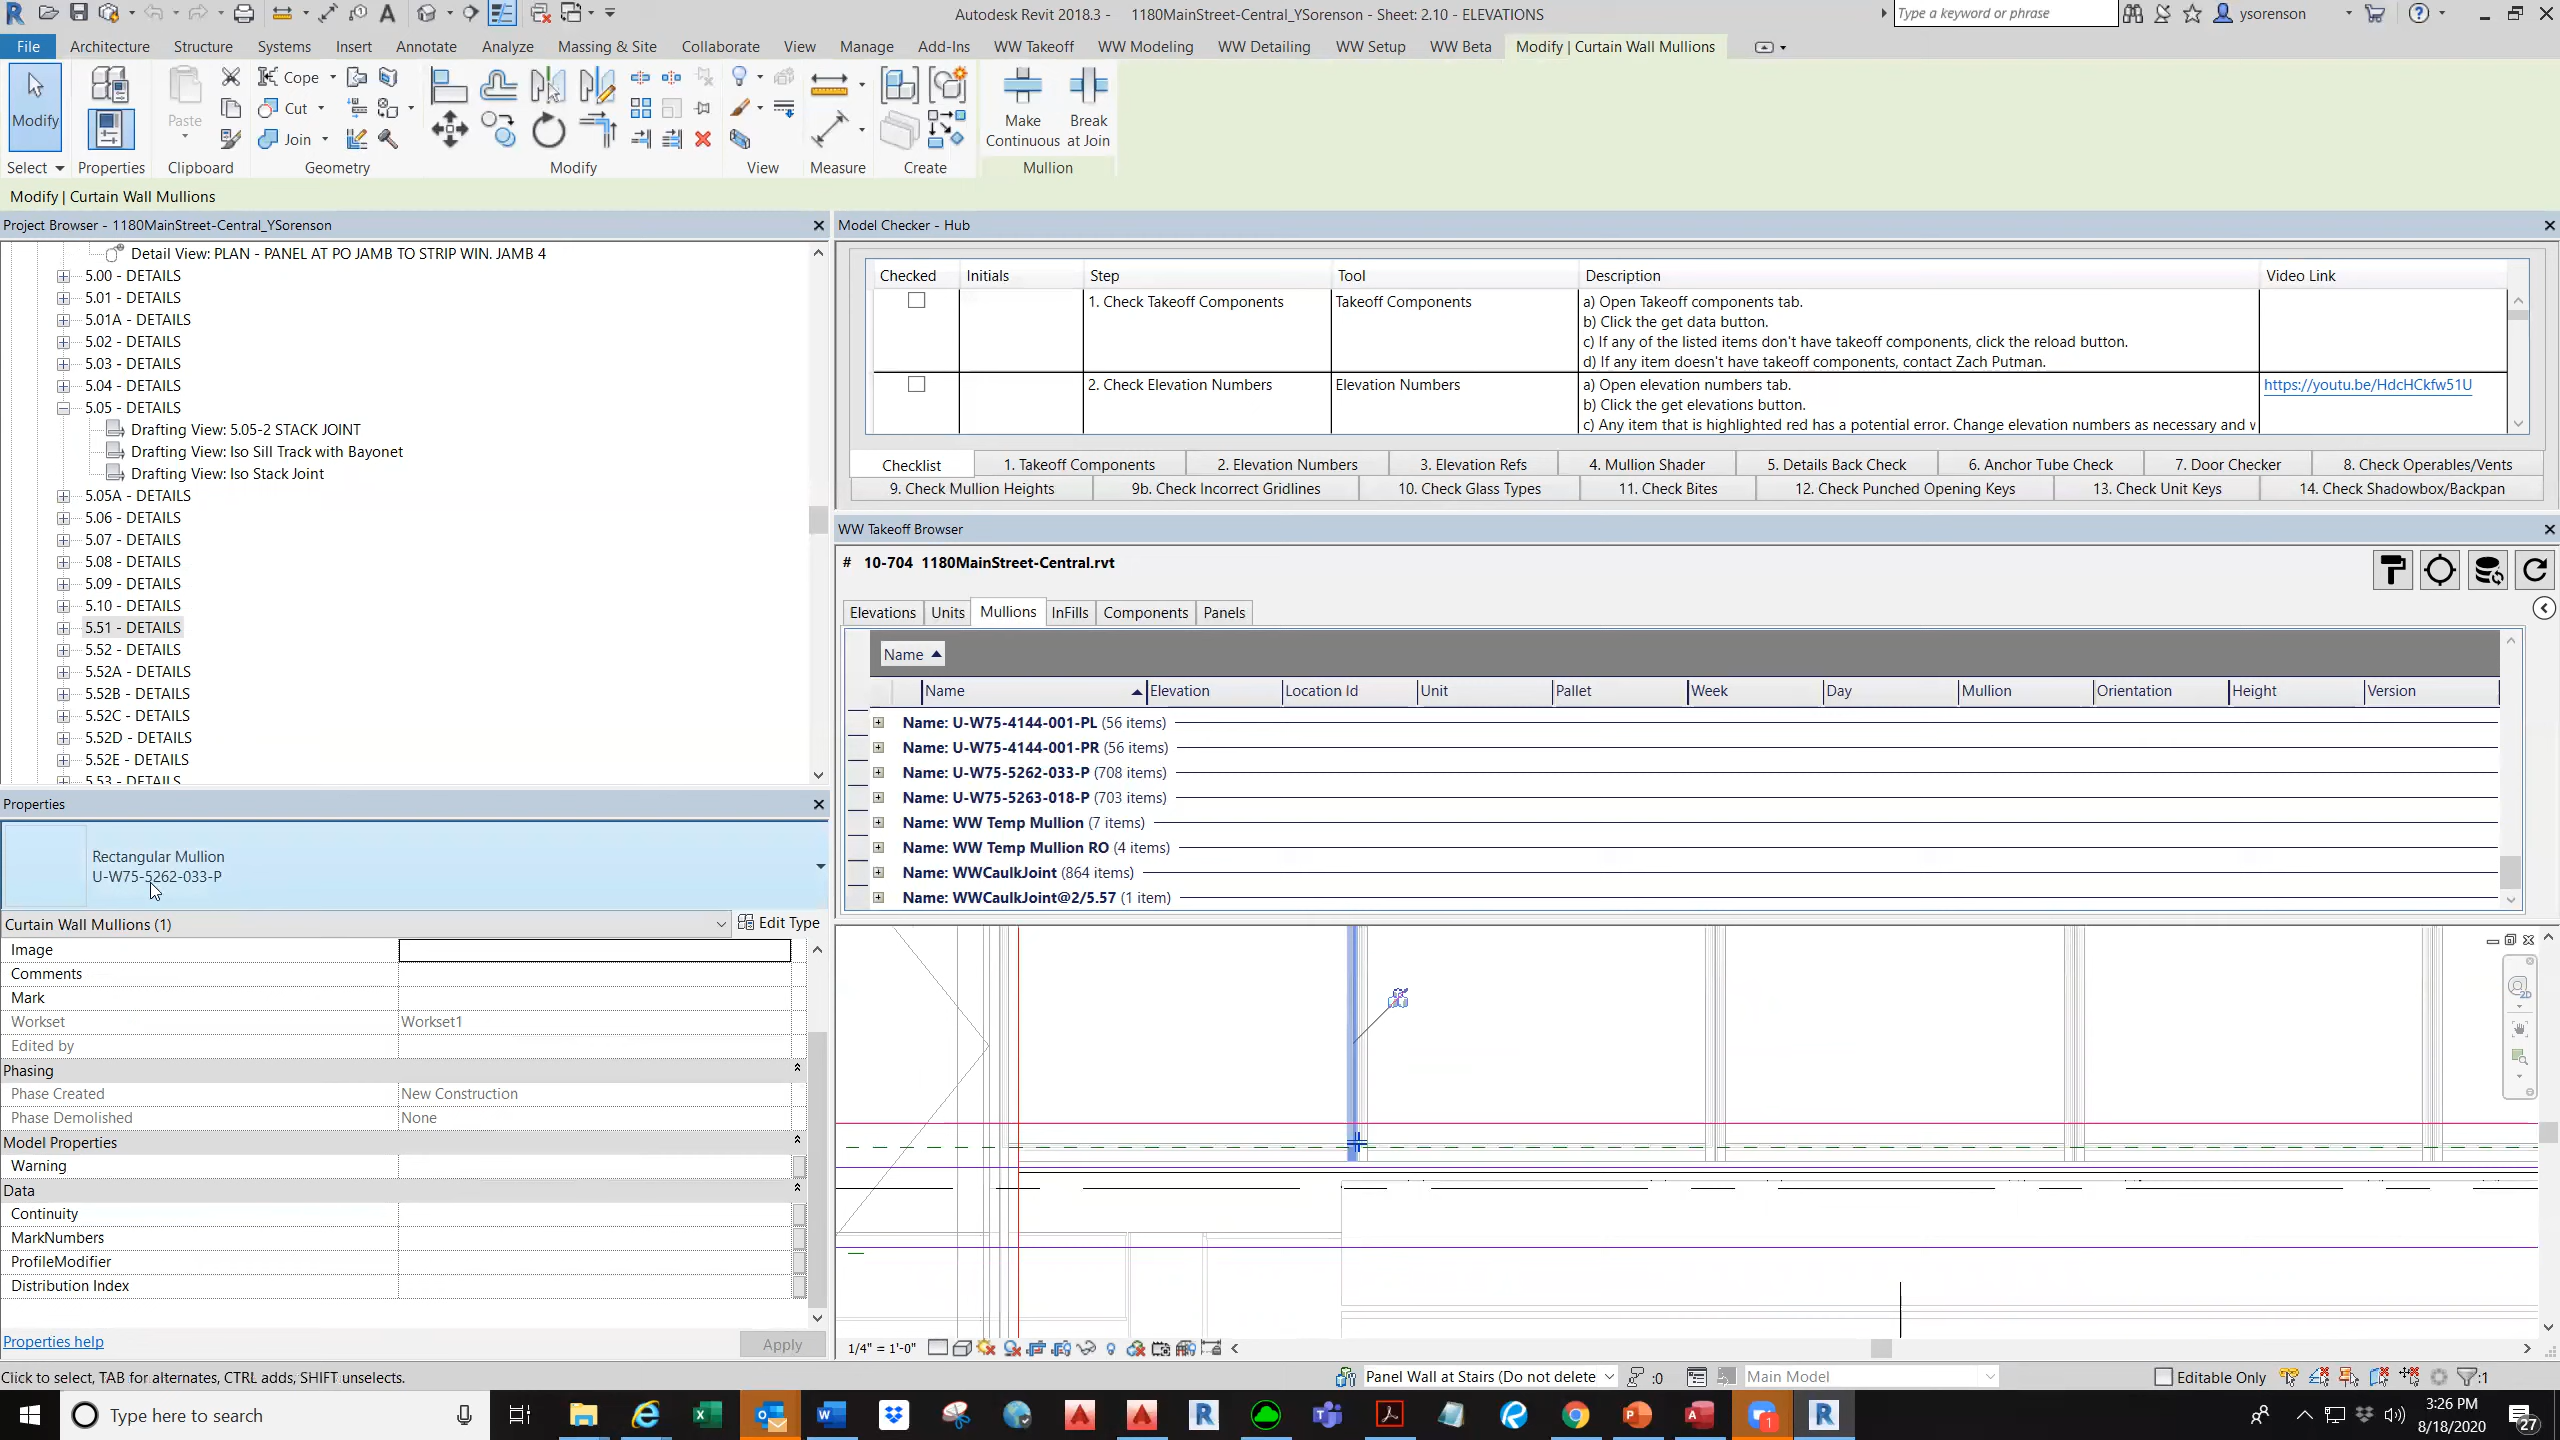 Autodesk Revit 2018.3 - 1180MainStreet-Central_YSorenson - Sheet: 2.10 - ELEVATIONS
Type a keyword or phrase
ysorenson
File Architecture Structure Systems Insert Annotate Analyze Massing & Site Collaborate View Manage Add-Ins WW Takeoff WW Modeling WW Detailing WW Setup WW Beta Modify | Curtain Wall Mullions
Modify
Paste
Cope
Cut
Join
Make Continuous
Break at Join
Select Properties Clipboard Geometry Modify View Measure Create Mullion
Modify | Curtain Wall Mullions
Project Browser - 1180MainStreet-Central_YSorenson
Detail View: PLAN - PANEL AT PO JAMB TO STRIP WIN. JAMB 4
5.00 - DETAILS
5.01 - DETAILS
5.01A - DETAILS
5.02 - DETAILS
5.03 - DETAILS
5.04 - DETAILS
5.05 - DETAILS
Drafting View: 5.05-2 STACK JOINT
Drafting View: Iso Sill Track with Bayonet
Drafting View: Iso Stack Joint
5.05A - DETAILS
5.06 - DETAILS
5.07 - DETAILS
5.08 - DETAILS
5.09 - DETAILS
5.10 - DETAILS
5.51 - DETAILS
5.52 - DETAILS
5.52A - DETAILS
5.52B - DETAILS
5.52C - DETAILS
5.52D - DETAILS
5.52E - DETAILS
5.53 - DETAILS
Properties
Rectangular Mullion
U-W75-5262-033-P
Curtain Wall Mullions (1) Edit Type
Image
Comments
Mark
Workset Workset1
Edited by
Phasing
Phase Created New Construction
Phase Demolished None
Model Properties
Warning
Data
Continuity
MarkNumbers
ProfileModifier
Distribution Index
Properties help Apply
Model Checker - Hub
Checked Initials Step Tool Description Video Link
1. Check Takeoff Components Takeoff Components a) Open Takeoff components tab.
b) Click the get data button.
c) If any of the listed items don't have takeoff components, click the reload button.
d) If any item doesn't have takeoff components, contact Zach Putman.
2. Check Elevation Numbers Elevation Numbers a) Open elevation numbers tab. https://youtu.be/HdcHCkfw51U
b) Click the get elevations button.
c) Any item that is highlighted red has a potential error. Change elevation numbers as necessary and
Checklist 1. Takeoff Components 2. Elevation Numbers 3. Elevation Refs 4. Mullion Shader 5. Details Back Check 6. Anchor Tube Check 7. Door Checker 8. Check Operables/Vents
9. Check Mullion Heights 9b. Check Incorrect Gridlines 10. Check Glass Types 11. Check Bites 12. Check Punched Opening Keys 13. Check Unit Keys 14. Check Shadowbox/Backpan
WW Takeoff Browser
# 10-704 1180MainStreet-Central.rvt
Elevations Units Mullions InFills Components Panels
Name
Name Elevation Location Id Unit Pallet Week Day Mullion Orientation Height Version
Name: U-W75-4144-001-PL (56 items)
Name: U-W75-4144-001-PR (56 items)
Name: U-W75-5262-033-P (708 items)
Name: U-W75-5263-018-P (703 items)
Name: WW Temp Mullion (7 items)
Name: WW Temp Mullion RO (4 items)
Name: WWCaulkJoint (864 items)
Name: WWCaulkJoint@2/5.57 (1 item)
2D
1/4" = 1'-0"
Click to select, TAB for alternates, CTRL adds, SHIFT unselects. Panel Wall at Stairs (Do not delete :0 Main Model Editable Only :1
Type here to search
3:26 PM
8/18/2020
27
1